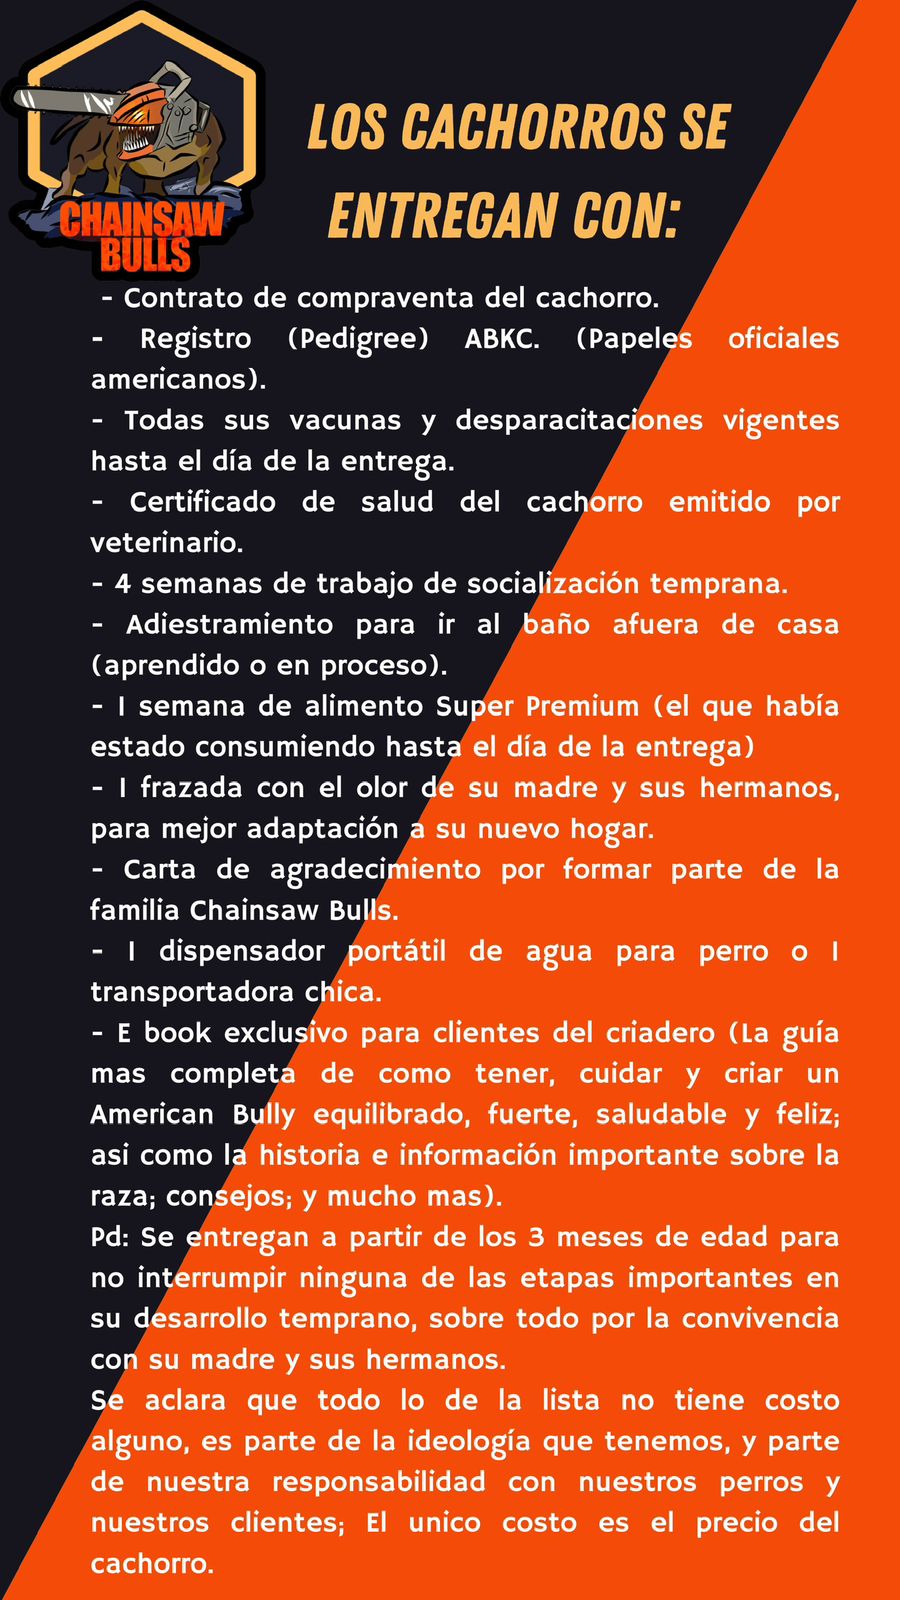 CHAINSAW
BULLS
LOS CACHORROS SE
ENTREGAN CON:
- Contrato de compraventa del cachorro.
- Registro (Pedigree) ABKC. (Papeles oficiales
americanos).
- Todas sus vacunas y desparacitaciones vigentes
hasta el día de la entrega.
- Certificado de salud del cachorro emitido por
veterinario.
- 4 semanas de trabajo de socialización temprana.
- Adiestramiento para ir al baño afuera de casa
(aprendido o en proceso).
- 1 semana de alimento Super Premium (el que había
estado consumiendo hasta el día de la entrega)
- 1 frazada con el olor de su madre y sus hermanos,
para mejor adaptación a su nuevo hogar.
- Carta de agradecimiento por formar parte de la
familia Chainsaw Bulls.
- 1 dispensador portátil de agua para perro o 1
transportadora chica.
- E book exclusivo para clientes del criadero (La guía
mas completa de como tener, cuidar y criar un
American Bully equilibrado, fuerte, saludable y feliz;
asi como la historia e información importante sobre la
raza; consejos; y mucho mas).
Pd: Se entregan a partir de los 3 meses de edad para
no interrumpir ninguna de las etapas importantes en
su desarrollo temprano, sobre todo por la convivencia
con su madre y sus hermanos.
Se aclara que todo lo de la lista no tiene costo
alguno, es parte de la ideología que tenemos, y parte
de nuestra responsabilidad con nuestros perros y
nuestros clientes; El unico costo es el precio del
cachorro.